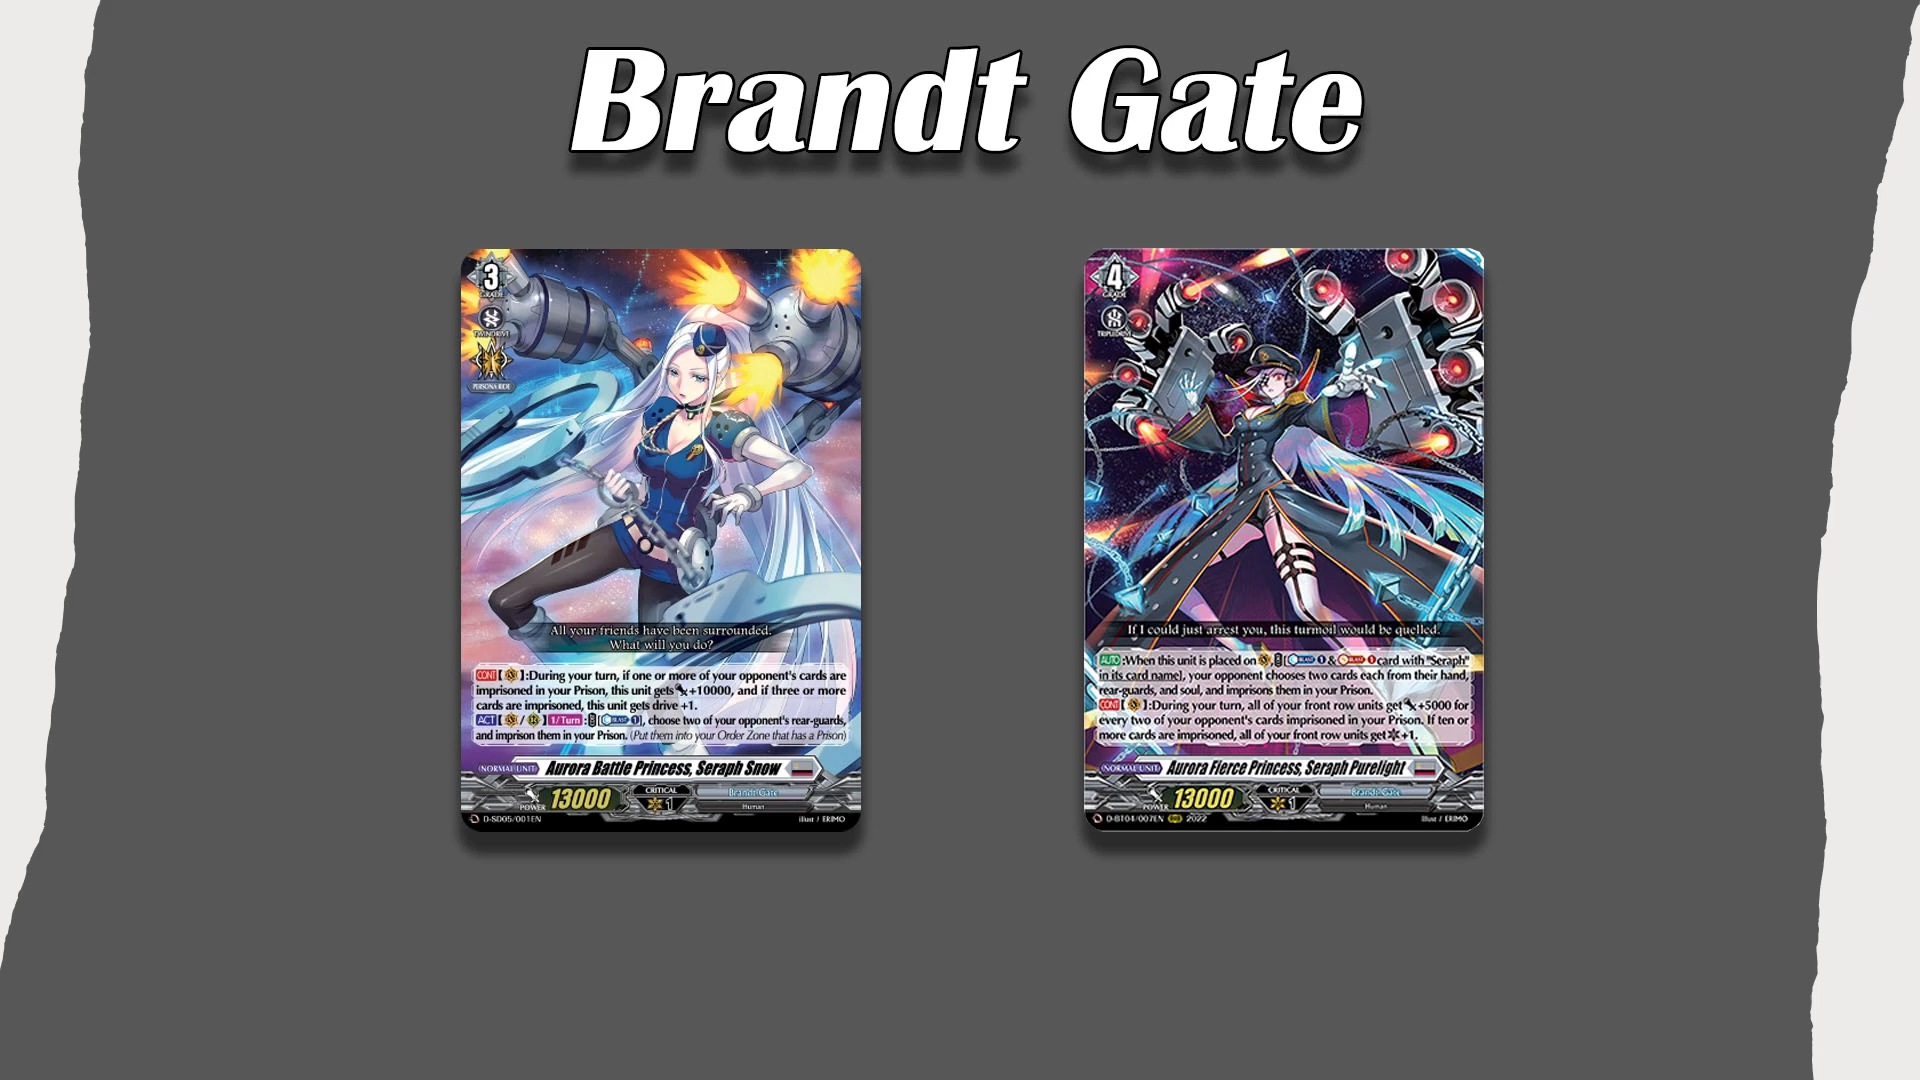 Brandt Gate
3
GRADE
TWINDRIVE
PERSONA RIDE
All your friends have been surrounded.
What will you do?
CONT【 】:During your turn, if one or more of your opponent's cards are
imprisoned in your Prison, this unit gets +10000, and if three or more
cards are imprisoned, this unit gets drive +1.
ACT【 / 】1/Turn:[ BLAST 1], choose two of your opponent's rear-guards,
and imprison them in your Prison. (Put them into your Order Zone that has a Prison)
NORMAL UNIT Aurora Battle Princess, Seraph Snow
POWER 13000 CRITICAL 1 Brandt Gate
Human
D-SD05/001EN illust / ERIMO
4
GRADE
TRIPLEDRIVE
If I could just arrest you, this turmoil would be quelled.
AUTO:When this unit is placed on , [ BLAST 1 & BLAST 1 card with "Seraph"
in its card name], your opponent chooses two cards each from their hand,
rear-guards, and soul, and imprisons them in your Prison.
CONT【 】:During your turn, all of your front row units get +5000 for
every two of your opponent's cards imprisoned in your Prison. If ten or
more cards are imprisoned, all of your front row units get +1.
NORMAL UNIT Aurora Fierce Princess, Seraph Purelight
POWER 13000 CRITICAL 1 Brandt Gate
Human
D-BT04/007EN RRR 2022 illust / ERIMO